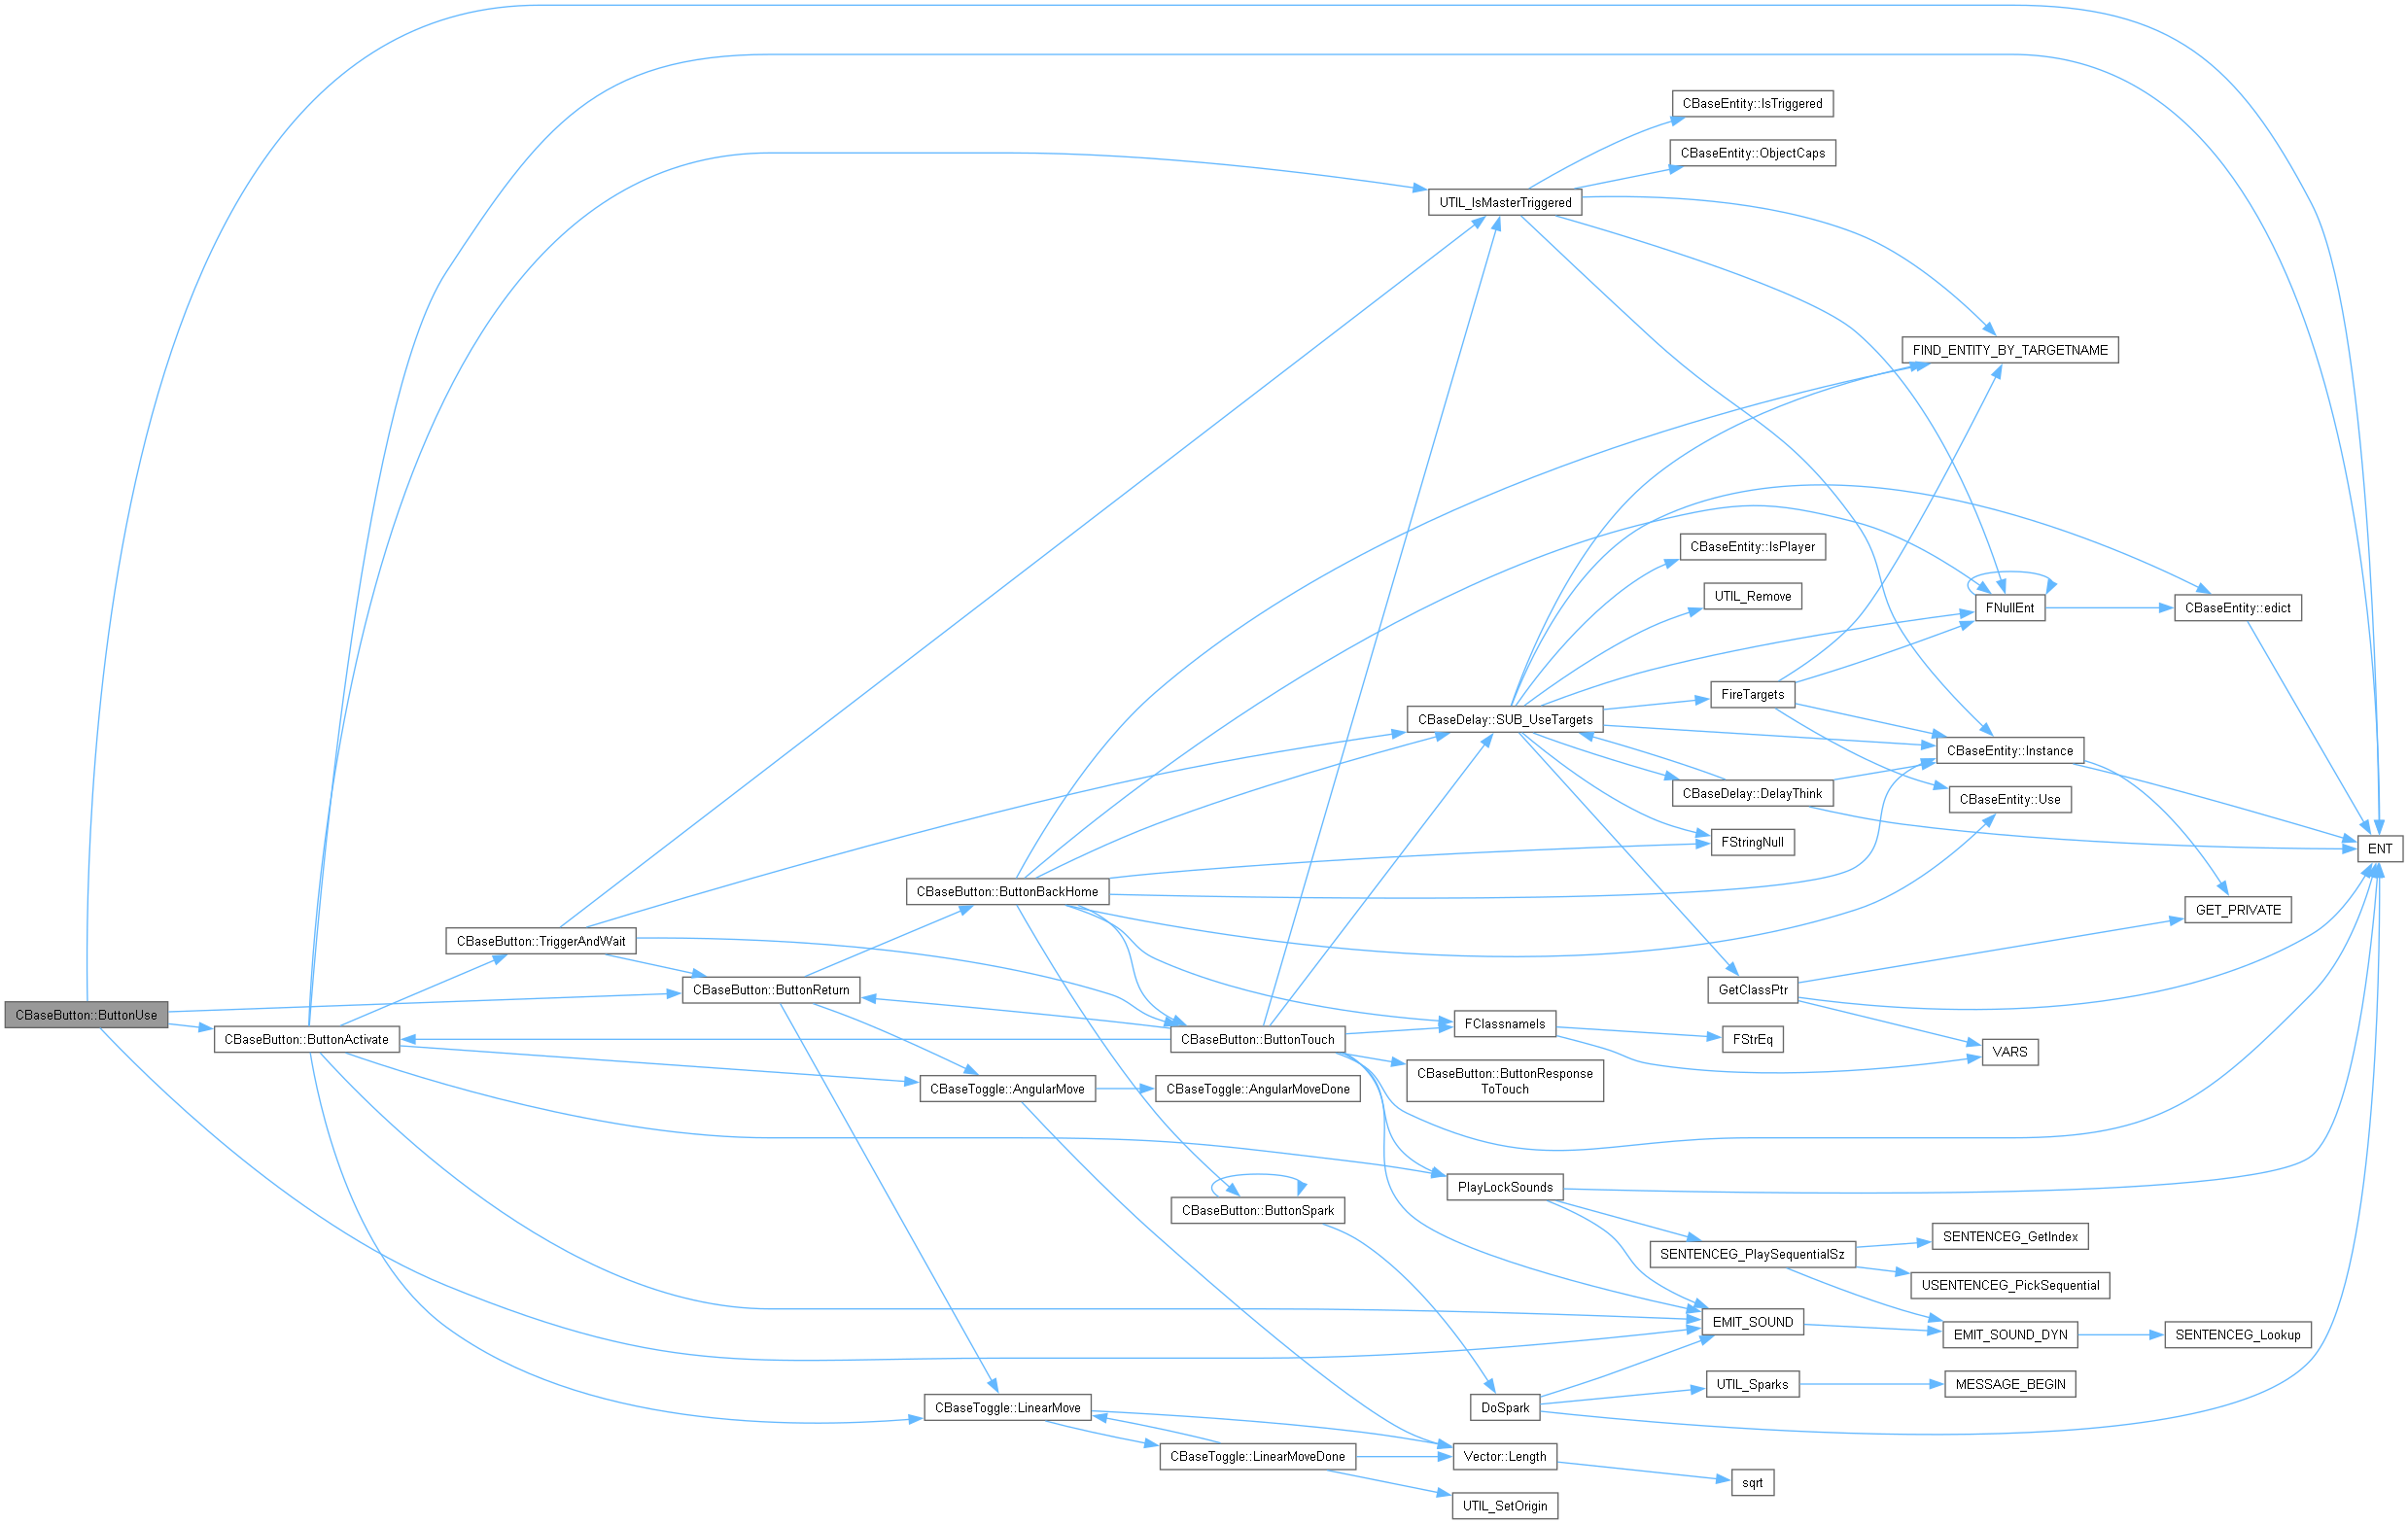 CBaseEntity::IsTriggered
CBaseEntity::ObjectCaps
UTIL_IsMasterTriggered
FIND_ENTITY_BY_TARGETNAME
CBaseEntity::IsPlayer
UTIL_Remove
FNullEnt
CBaseEntity::edict
FireTargets
CBaseDelay::SUB_UseTargets
CBaseEntity::Instance
CBaseDelay::DelayThink
CBaseEntity::Use
FStringNull
ENT
CBaseButton::ButtonBackHome
GET_PRIVATE
CBaseButton::TriggerAndWait
CBaseButton::ButtonReturn
GetClassPtr
CBaseButton::ButtonUse
FClassnameIs
CBaseButton::ButtonActivate
CBaseButton::ButtonTouch
FStrEq
VARS
CBaseButton::ButtonResponse
ToTouch
CBaseToggle::AngularMove
CBaseToggle::AngularMoveDone
PlayLockSounds
CBaseButton::ButtonSpark
SENTENCEG_GetIndex
SENTENCEG_PlaySequentialSz
USENTENCEG_PickSequential
EMIT_SOUND
EMIT_SOUND_DYN
SENTENCEG_Lookup
UTIL_Sparks
MESSAGE_BEGIN
CBaseToggle::LinearMove
DoSpark
CBaseToggle::LinearMoveDone
Vector::Length
sqrt
UTIL_SetOrigin